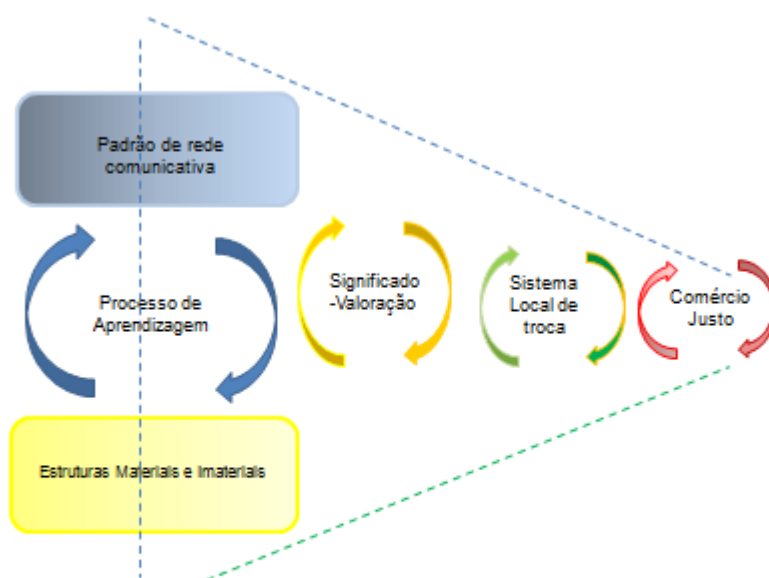 Padrão de rede
comunicativa
Processo de
Aprendizagem
Significado
-Valoração
Sistema
Local de
troca
Comércio
Justo
Estruturas Materiais e Imateriais